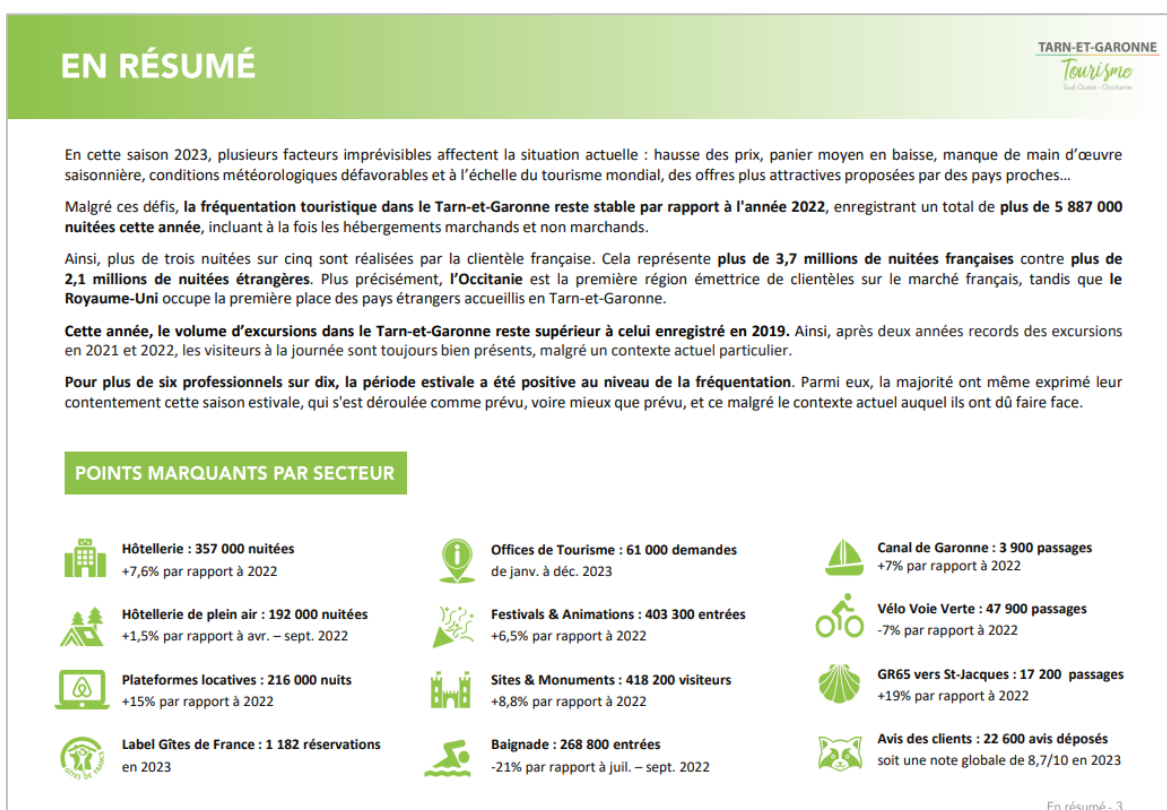 EN RÉSUMÉ
TARN-ET-GARONNE
Tourisme
Sud-Ouest - Occitanie
En cette saison 2023, plusieurs facteurs imprévisibles affectent la situation actuelle : hausse des prix, panier moyen en baisse, manque de main d’œuvre
saisonnière, conditions météorologiques défavorables et à l’échelle du tourisme mondial, des offres plus attractives proposées par des pays proches…
Malgré ces défis, la fréquentation touristique dans le Tarn-et-Garonne reste stable par rapport à l'année 2022, enregistrant un total de plus de 5 887 000
nuitées cette année, incluant à la fois les hébergements marchands et non marchands.
Ainsi, plus de trois nuitées sur cinq sont réalisées par la clientèle française. Cela représente plus de 3,7 millions de nuitées françaises contre plus de
2,1 millions de nuitées étrangères. Plus précisément, l’Occitanie est la première région émettrice de clientèles sur le marché français, tandis que le
Royaume-Uni occupe la première place des pays étrangers accueillis en Tarn-et-Garonne.
Cette année, le volume d’excursions dans le Tarn-et-Garonne reste supérieur à celui enregistré en 2019. Ainsi, après deux années records des excursions
en 2021 et 2022, les visiteurs à la journée sont toujours bien présents, malgré un contexte actuel particulier.
Pour plus de six professionnels sur dix, la période estivale a été positive au niveau de la fréquentation. Parmi eux, la majorité ont même exprimé leur
contentement cette saison estivale, qui s'est déroulée comme prévu, voire mieux que prévu, et ce malgré le contexte actuel auquel ils ont dû faire face.
POINTS MARQUANTS PAR SECTEUR
Hôtellerie : 357 000 nuitées
+7,6% par rapport à 2022
Hôtellerie de plein air : 192 000 nuitées
+1,5% par rapport à avr. – sept. 2022
Plateformes locatives : 216 000 nuits
+15% par rapport à 2022
GÎTES DE FRANCE
Label Gîtes de France : 1 182 réservations
en 2023
Offices de Tourisme : 61 000 demandes
de janv. à déc. 2023
Festivals & Animations : 403 300 entrées
+6,5% par rapport à 2022
Sites & Monuments : 418 200 visiteurs
+8,8% par rapport à 2022
Baignade : 268 800 entrées
-21% par rapport à juil. – sept. 2022
Canal de Garonne : 3 900 passages
+7% par rapport à 2022
Vélo Voie Verte : 47 900 passages
-7% par rapport à 2022
GR65 vers St-Jacques : 17 200 passages
+19% par rapport à 2022
Avis des clients : 22 600 avis déposés
soit une note globale de 8,7/10 en 2023
En résumé - 3